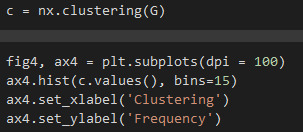 c = nx.clustering(G)
fig4, ax4 = plt.subplots(dpi = 100)
ax4.hist(c.values(), bins=15)
ax4.set_xlabel('Clustering')
ax4.set_ylabel('Frequency')